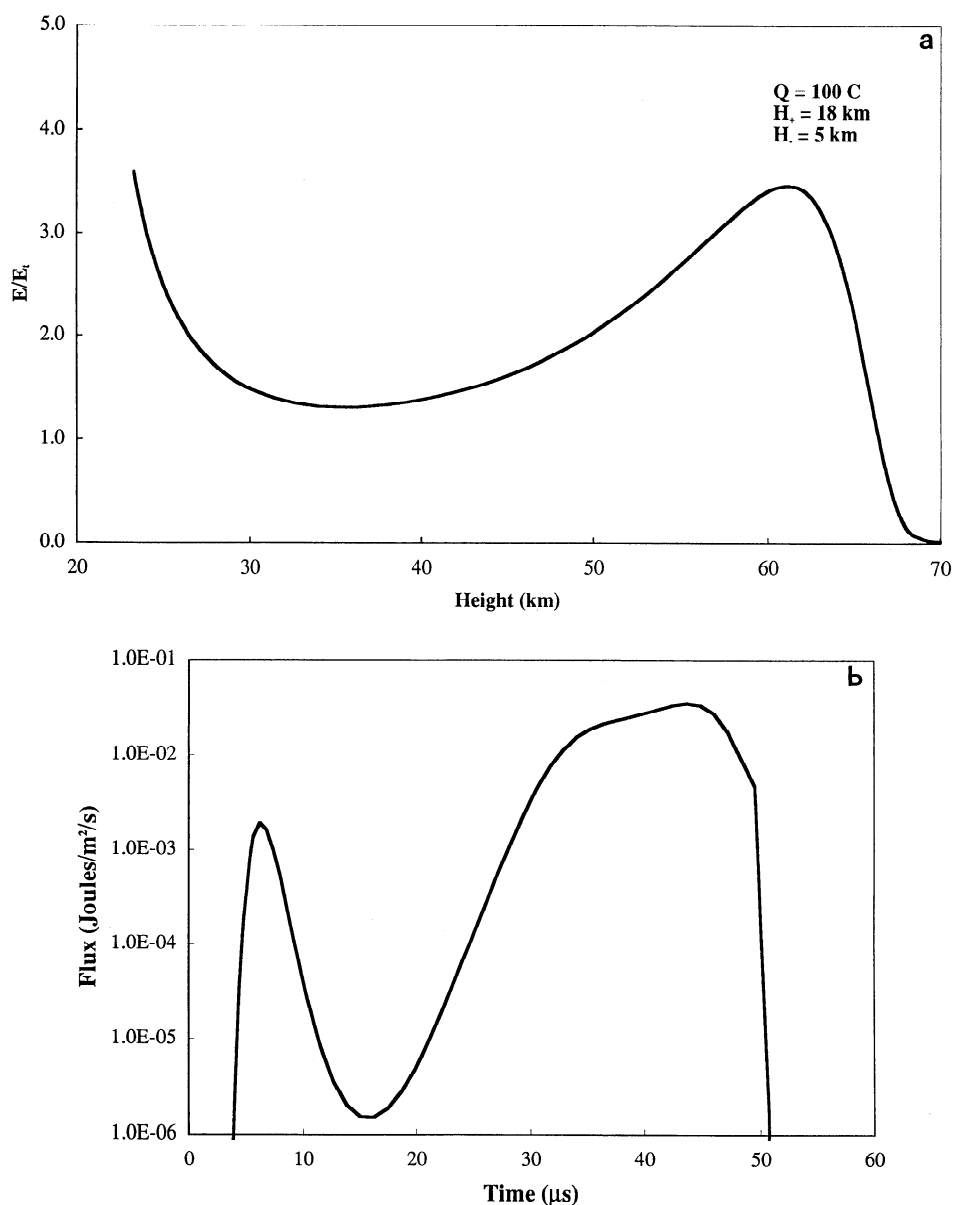 a
5.0
4.0
3.0
2.0
1.0
0.0
E/Eₜ
Q = 100 C
H₊ = 18 km
H₋ = 5 km
20
30
40
50
60
70
Height (km)
b
1.0E-01
1.0E-02
1.0E-03
1.0E-04
1.0E-05
1.0E-06
Flux (Joules/m²/s)
0
10
20
30
40
50
60
Time (μs)